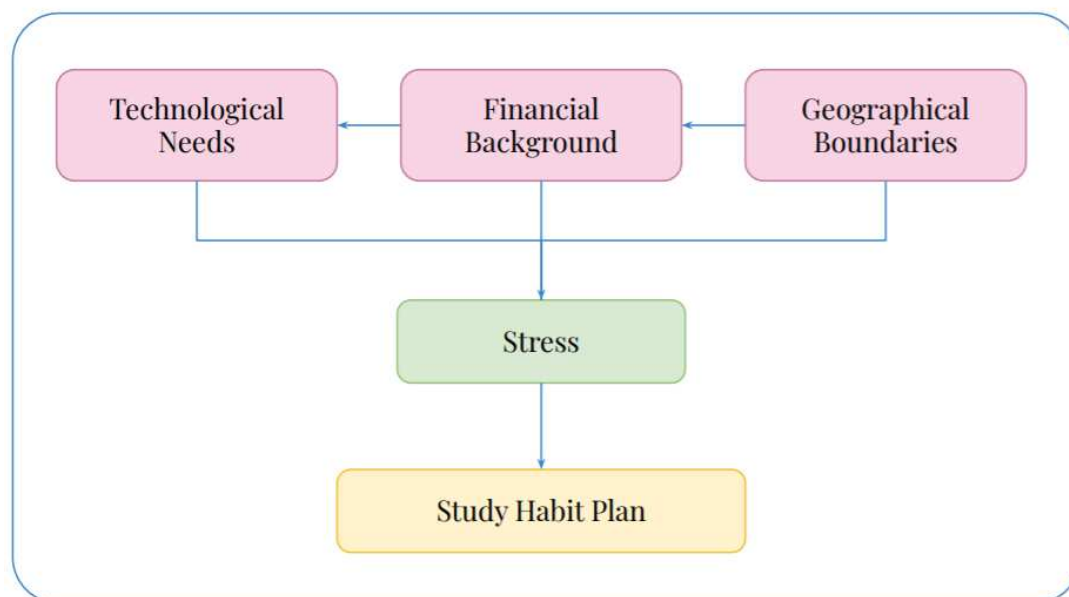 Technological
Needs
Financial
Background
Geographical
Boundaries
Stress
Study Habit Plan